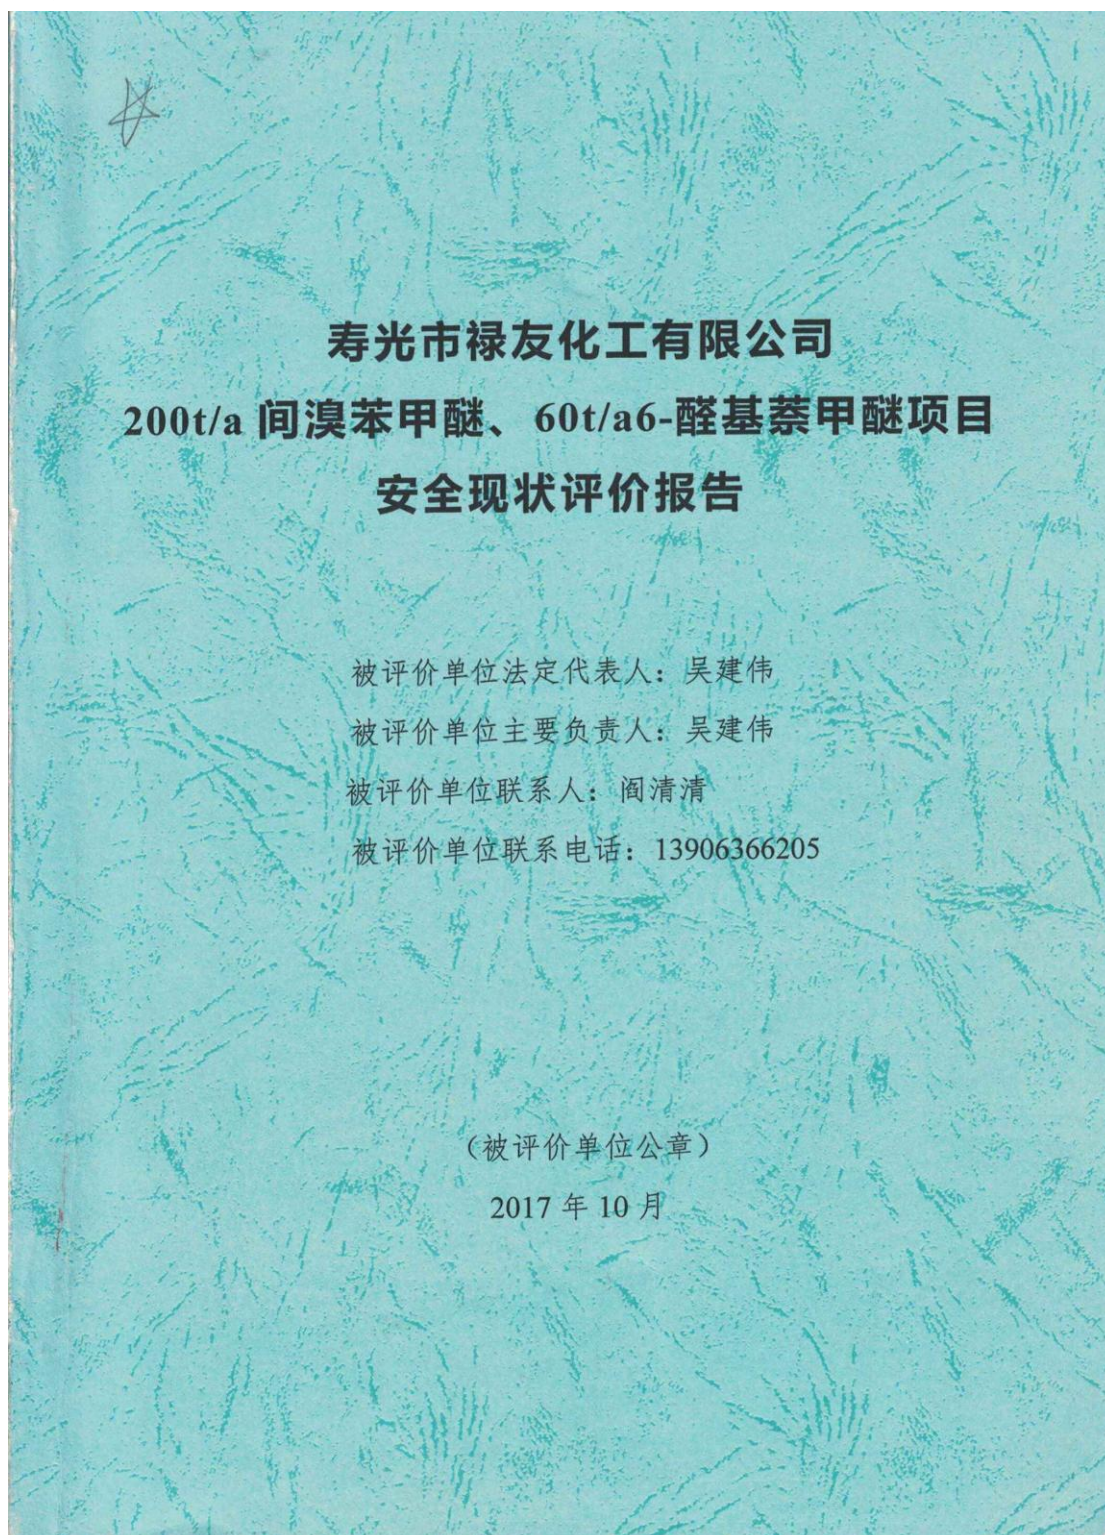 寿光市禄友化工有限公司
200t/a 间溴苯甲醚、60t/a6-醛基萘甲醚项目
安全现状评价报告
被评价单位法定代表人：吴建伟
被评价单位主要负责人：吴建伟
被评价单位联系人：阎清清
被评价单位联系电话：13906366205
（被评价单位公章）
2017 年 10 月